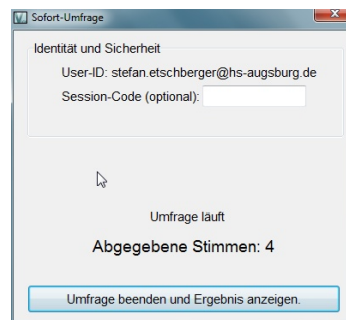 Sofort-Umfrage
Identität und Sicherheit
User-ID: stefan.etschberger@hs-augsburg.de
Session-Code (optional):
Umfrage läuft
Abgegebene Stimmen: 4
Umfrage beenden und Ergebnis anzeigen.